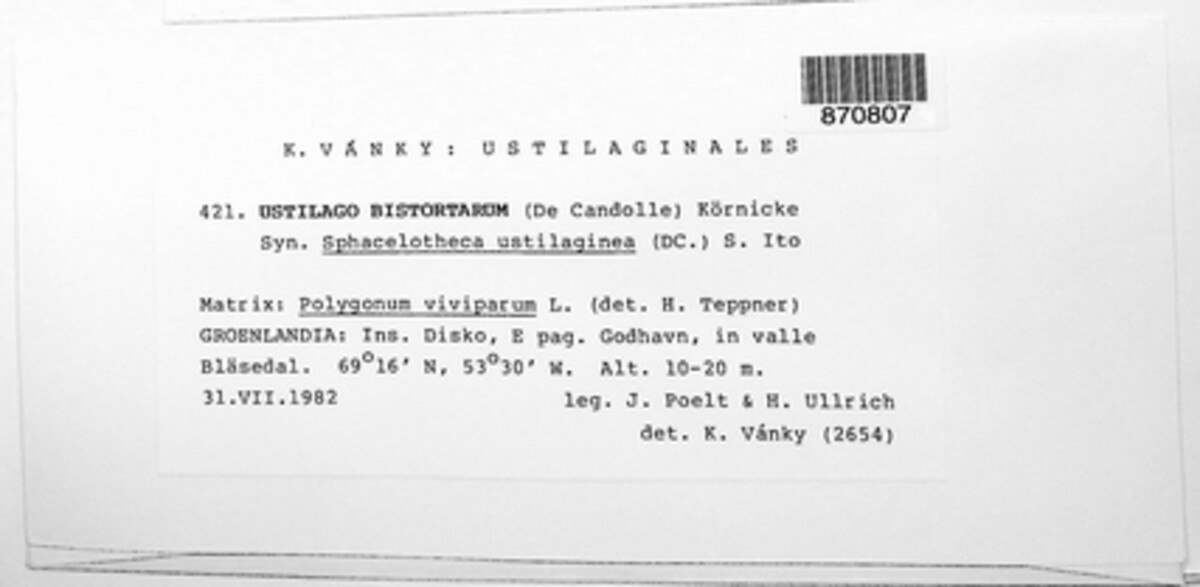 870807
K. VÁNKY: USTILAGINALES
421. USTILAGO BISTORTARUM (De Candolle) Körnicke
Syn. Sphacelotheca ustilaginea (DC.) S. Ito
Matrix: Polygonum viviparum L. (det. H. Teppner)
GROENLANDIA: Ins. Disko, E pag. Godhavn, in valle
Bläsedal. 69°16' N, 53°30' W. Alt. 10-20 m.
31.VII.1982 leg. J. Poelt & H. Ullrich
det. K. Vánky (2654)